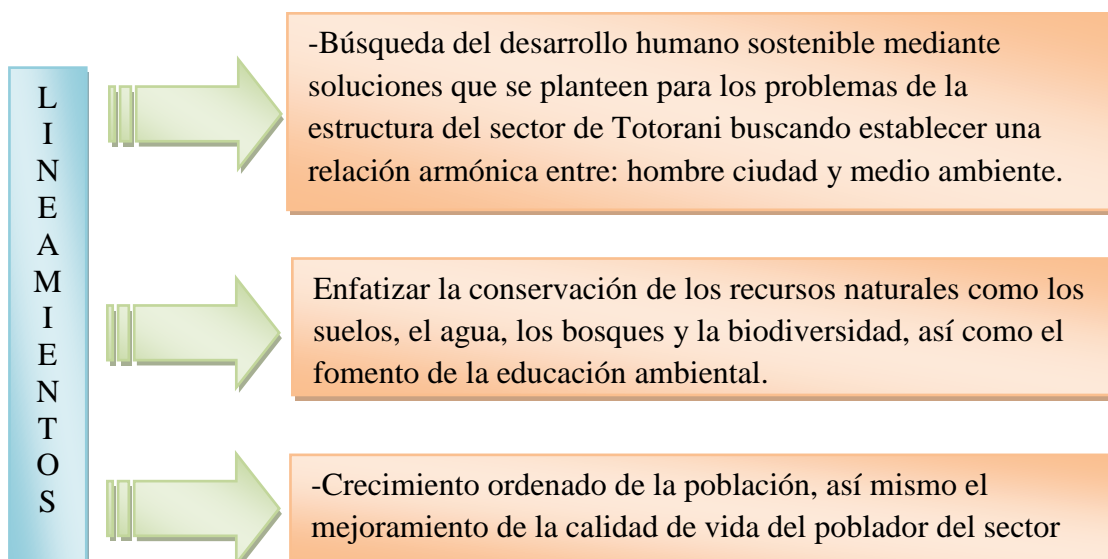 LINEAMIENTOS
-Búsqueda del desarrollo humano sostenible mediante
soluciones que se planteen para los problemas de la
estructura del sector de Totorani buscando establecer una
relación armónica entre: hombre ciudad y medio ambiente.
Enfatizar la conservación de los recursos naturales como los
suelos, el agua, los bosques y la biodiversidad, así como el
fomento de la educación ambiental.
-Crecimiento ordenado de la población, así mismo el
mejoramiento de la calidad de vida del poblador del sector